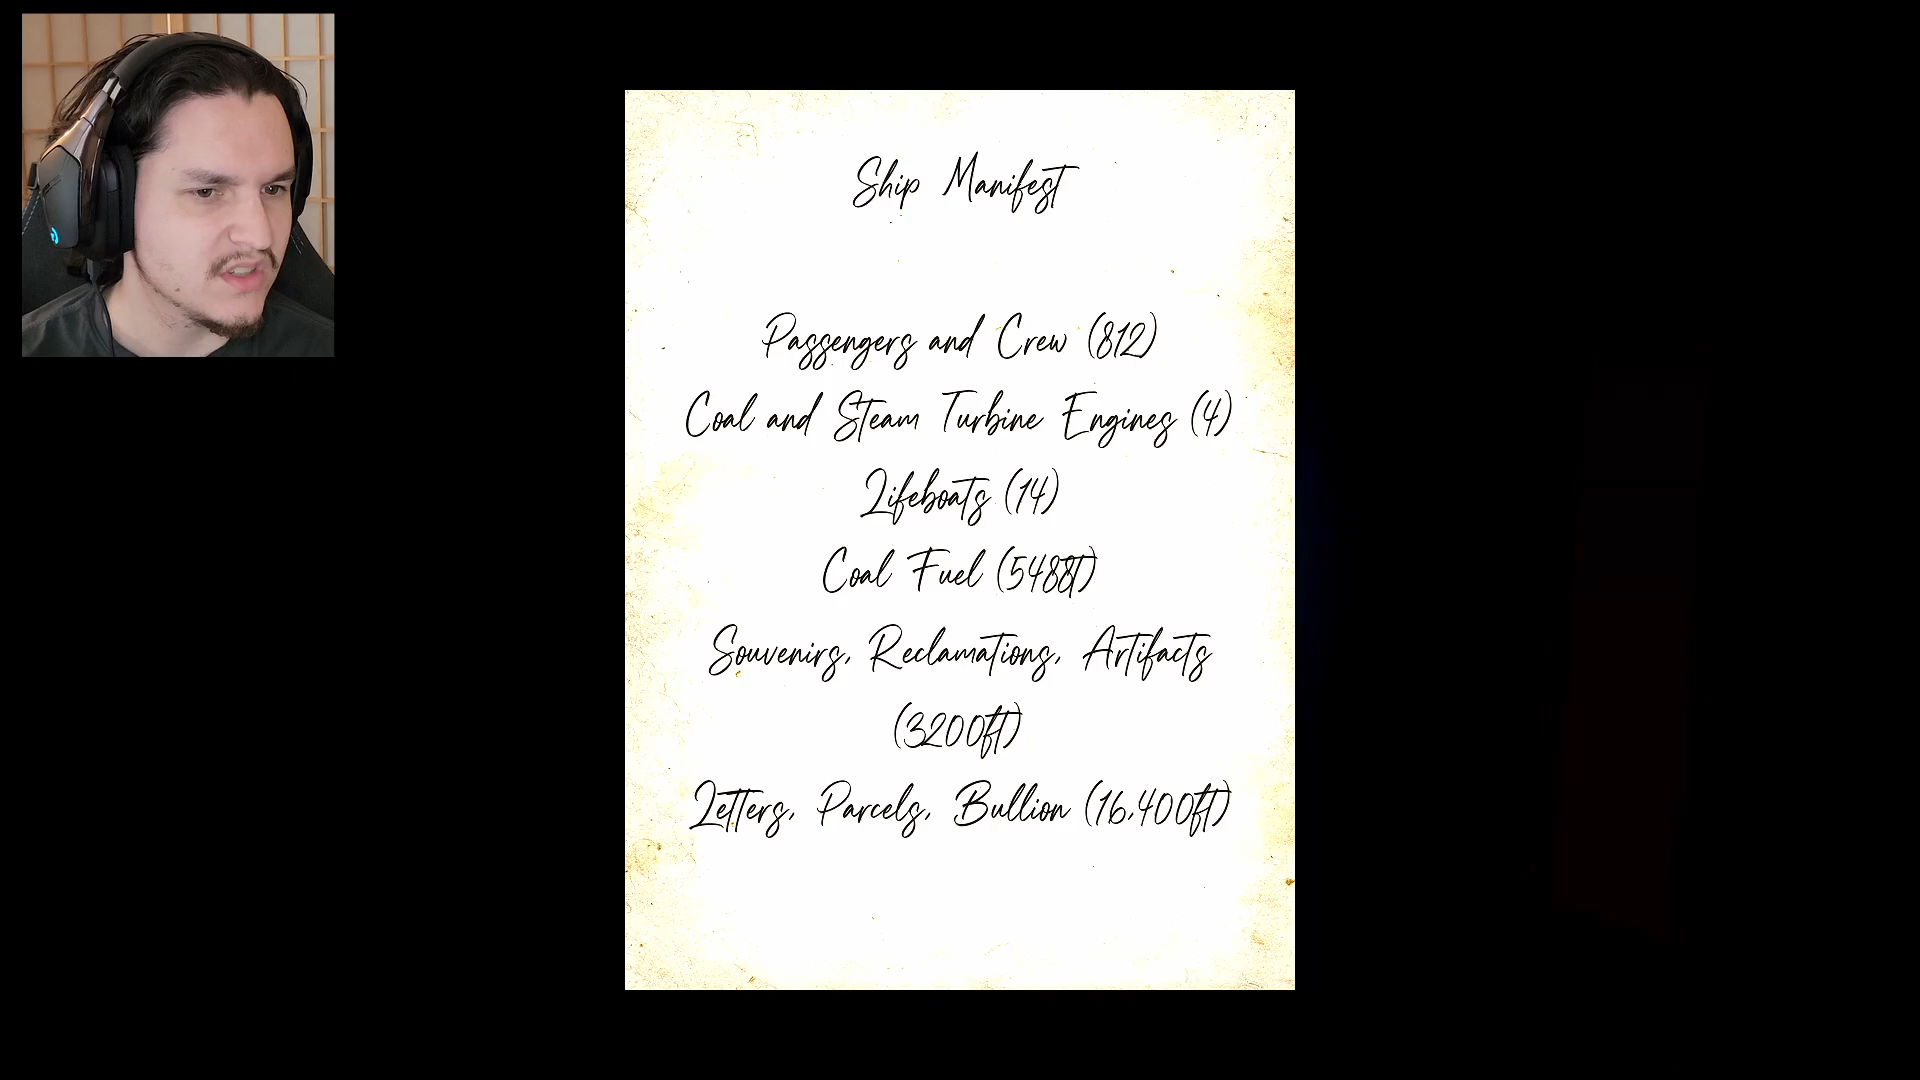 Ship Manifest
Passengers and Crew (812)
Coal and Steam Turbine Engines (4)
Lifeboats (14)
Coal Fuel (5488t)
Souvenirs, Reclamations, Artifacts
(3200ft)
Letters, Parcels, Bullion (16,400ft)